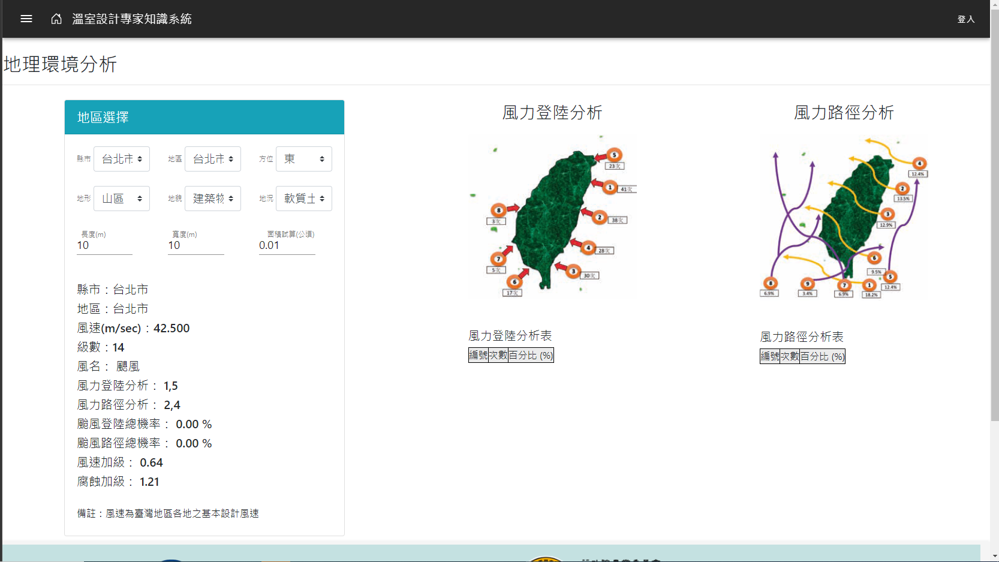 溫室設計專家知識系統
登入
地理環境分析
地區選擇
縣市 台北市 地區 台北市 方位 東
地形 山區 地貌 建築物 地況 軟質土
長度(m) 寬度(m) 面積試算(公頃)
10 10 0.01
縣市：台北市
地區：台北市
風速(m/sec)：42.500
級數：14
風名： 颶風
風力登陸分析： 1,5
風力路徑分析： 2,4
颱風登陸總機率： 0.00 %
颱風路徑總機率： 0.00 %
風速加級： 0.64
腐蝕加級： 1.21
備註：風速為臺灣地區各地之基本設計風速
風力登陸分析
5
23次
1 41次
8
3次
2 38次
4 28次
7
5次
3 30次
6
17次
風力登陸分析表
編號 次數 百分比 (%)
風力路徑分析
4
12.4%
2
13.5%
3
12.9%
6
9.5%
5
12.4%
8
6.9%
9
3.4%
7
6.9%
1
18.2%
風力路徑分析表
編號 次數 百分比 (%)